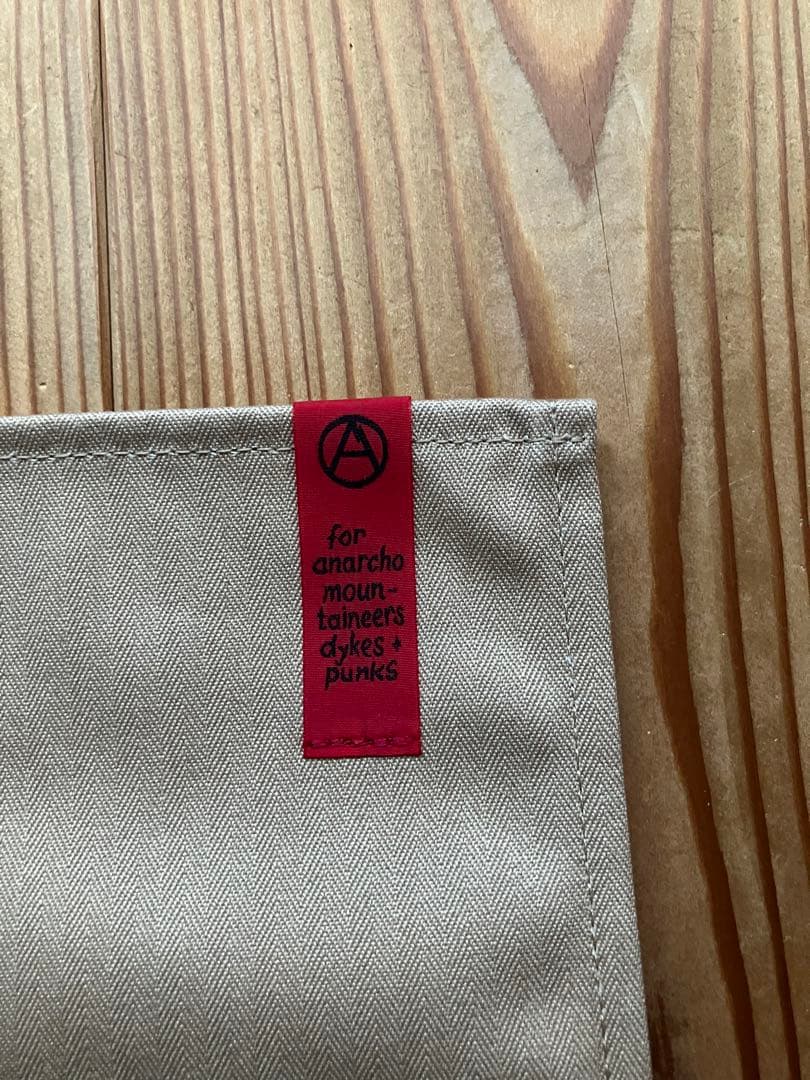 A
for
anarcho
moun-
taineers
dykes +
punks